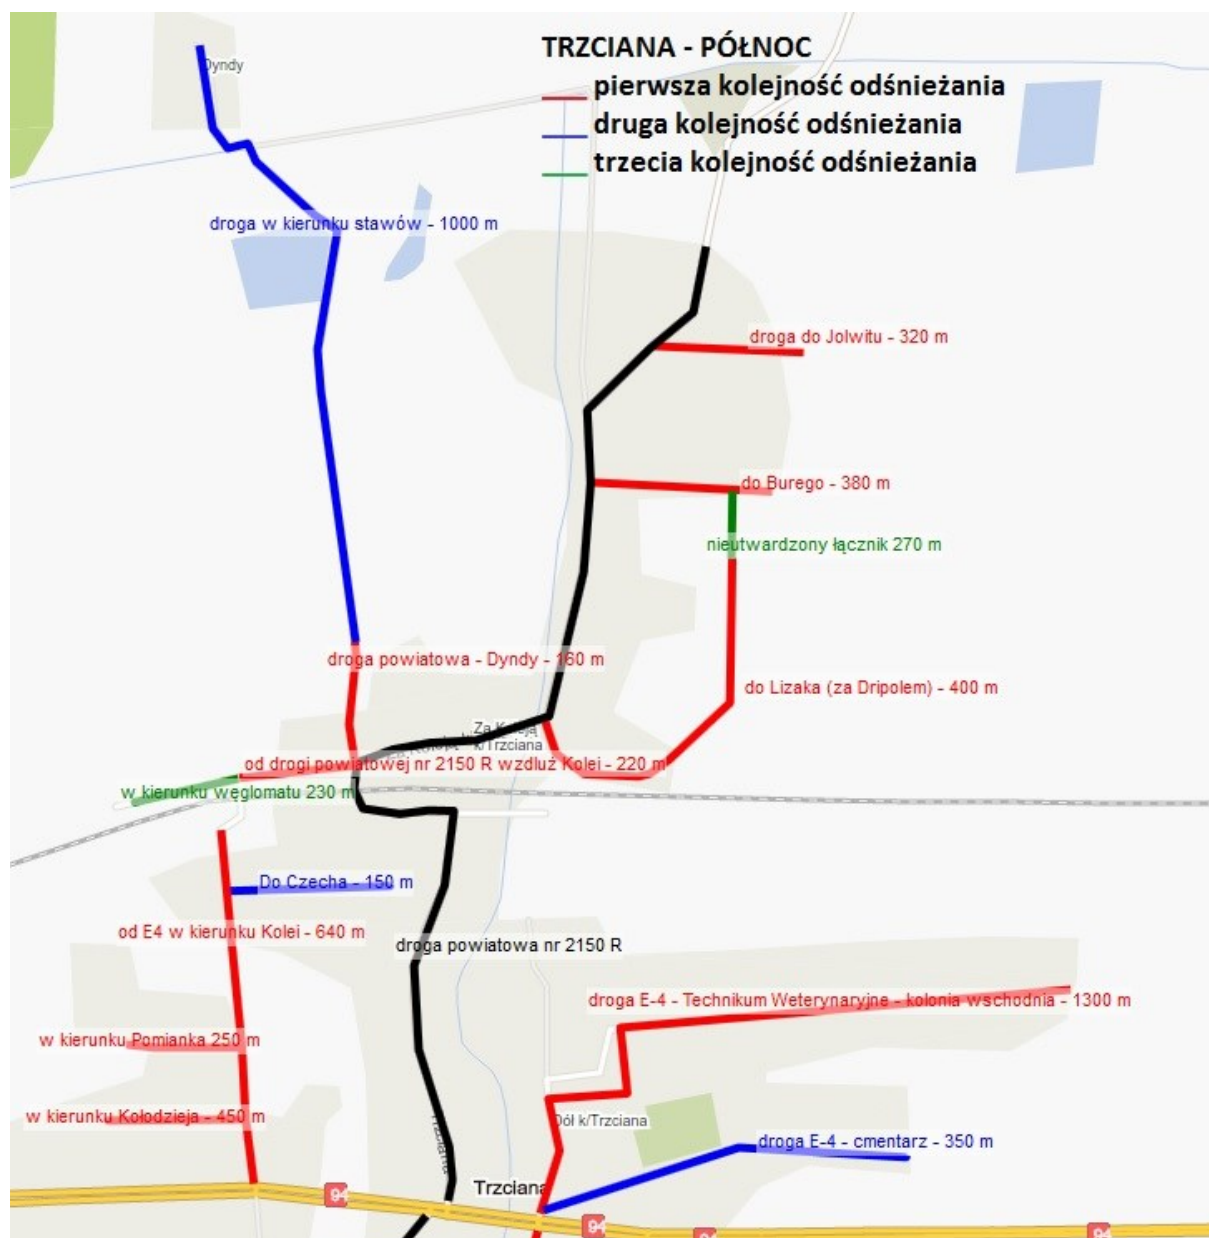 TRZCIANA - PÓŁNOC
pierwsza kolejność odśnieżania
druga kolejność odśnieżania
trzecia kolejność odśnieżania
Dyndy
droga w kierunku stawów - 1000 m
droga do Jolwitu - 320 m
do Burego - 380 m
nieutwardzony łącznik 270 m
droga powiatowa - Dyndy - 160 m
do Lizaka (za Dripolem) - 400 m
Za Koleją
k/Trzciana
od drogi powiatowej nr 2150 R wzdłuż Kolei - 220 m
w kierunku węglomatu 230 m
Do Czecha - 150 m
od E4 w kierunku Kolei - 640 m
droga powiatowa nr 2150 R
droga E-4 - Technikum Weterynaryjne - kolonia wschodnia - 1300 m
w kierunku Pomianka 250 m
w kierunku Kołodzieja - 450 m
Dół k/Trzciana
Trzciana
droga E-4 - cmentarz - 350 m
Trzciana
94
94
94
94